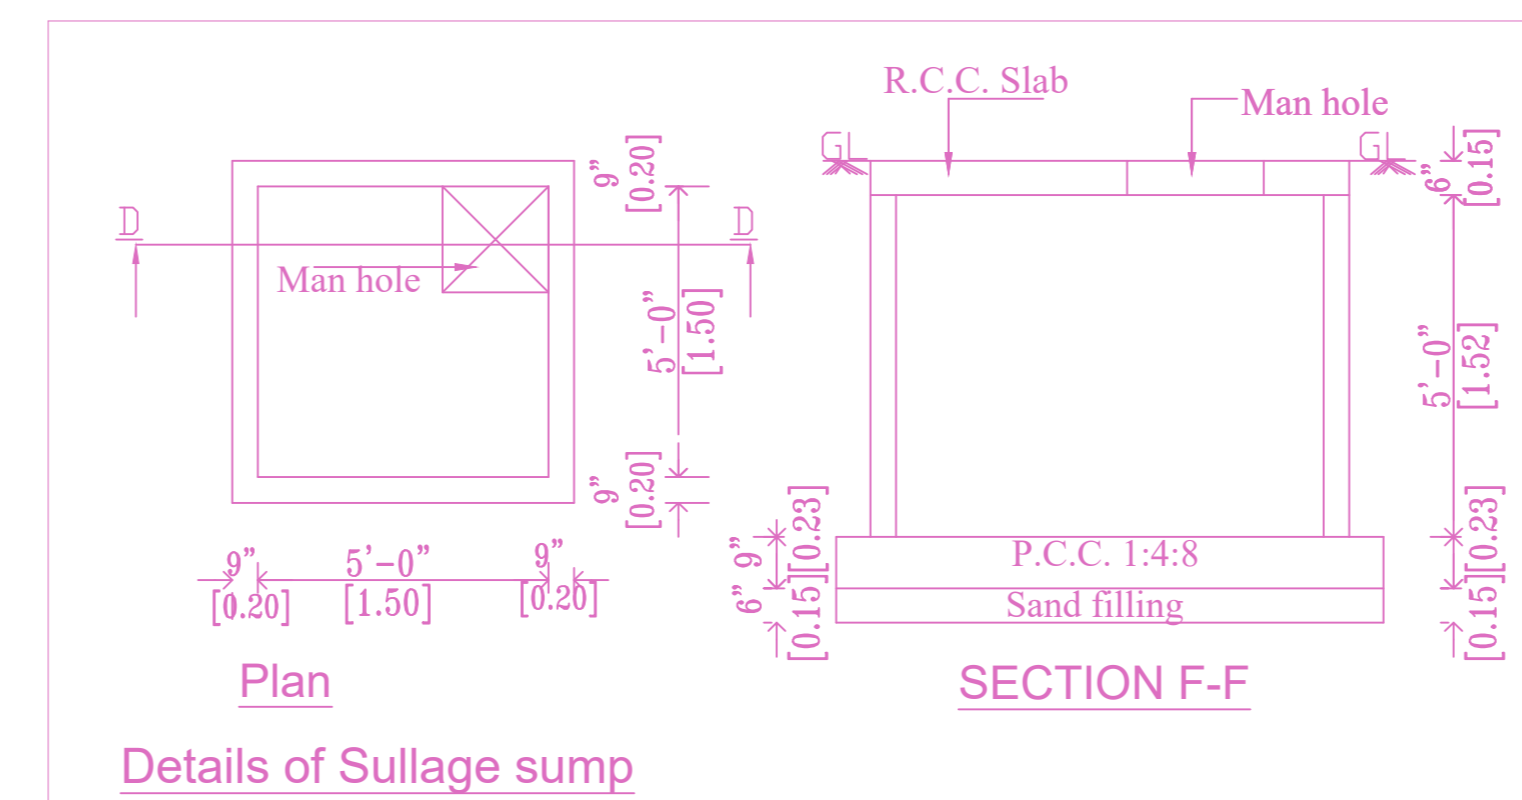 R.C.C. Slab
Man hole
GL
GL
6"
[0.15]
9"
[0.20]
D
D
Man hole
5'-0"
[1.50]
5'-0"
[1.52]
9"
[0.20]
9"
[0.23]
6"
[0.15]
P.C.C. 1:4:8
Sand filling
[0.23]
[0.15]
9"
[0.20]
5'-0"
[1.50]
9"
[0.20]
Plan
SECTION F-F
Details of Sullage sump